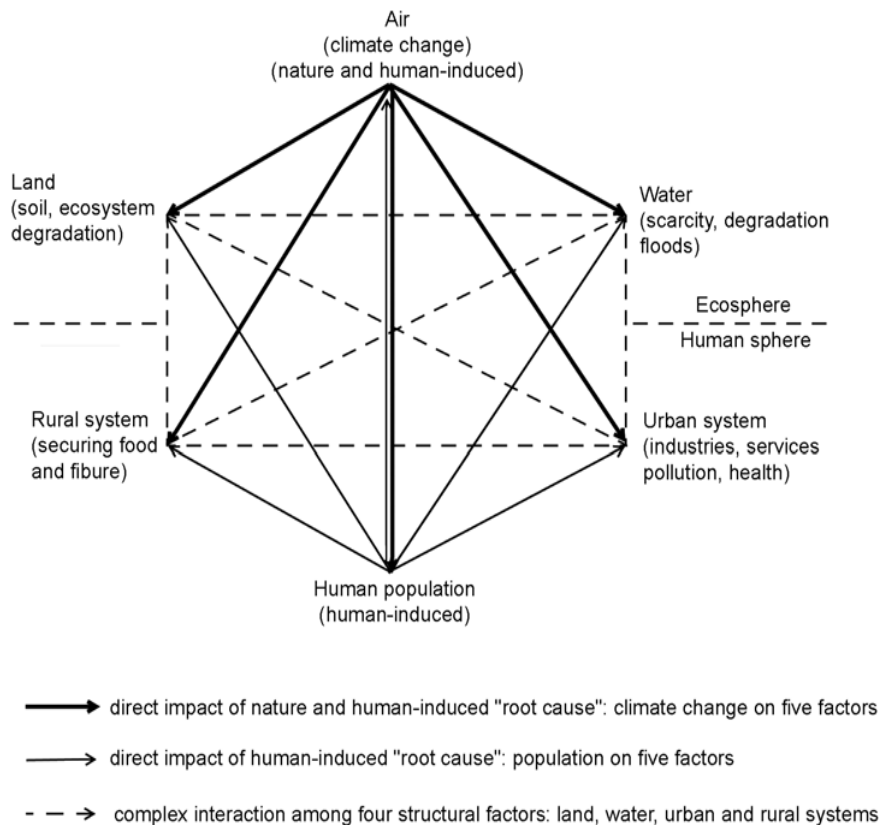 Air
(climate change)
(nature and human-induced)
Land
(soil, ecosystem
degradation)
Water
(scarcity, degradation
floods)
Ecosphere
Human sphere
Rural system
(securing food
and fibure)
Urban system
(industries, services
pollution, health)
Human population
(human-induced)
direct impact of nature and human-induced "root cause": climate change on five factors
direct impact of human-induced "root cause": population on five factors
complex interaction among four structural factors: land, water, urban and rural systems